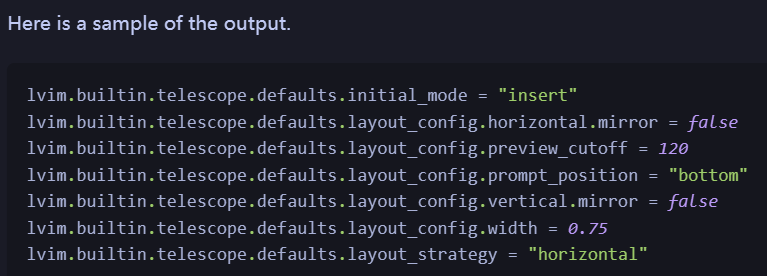 Here is a sample of the output.
lvim.builtin.telescope.defaults.initial_mode = "insert"
lvim.builtin.telescope.defaults.layout_config.horizontal.mirror = false
lvim.builtin.telescope.defaults.layout_config.preview_cutoff = 120
lvim.builtin.telescope.defaults.layout_config.prompt_position = "bottom"
lvim.builtin.telescope.defaults.layout_config.vertical.mirror = false
lvim.builtin.telescope.defaults.layout_config.width = 0.75
lvim.builtin.telescope.defaults.layout_strategy = "horizontal"